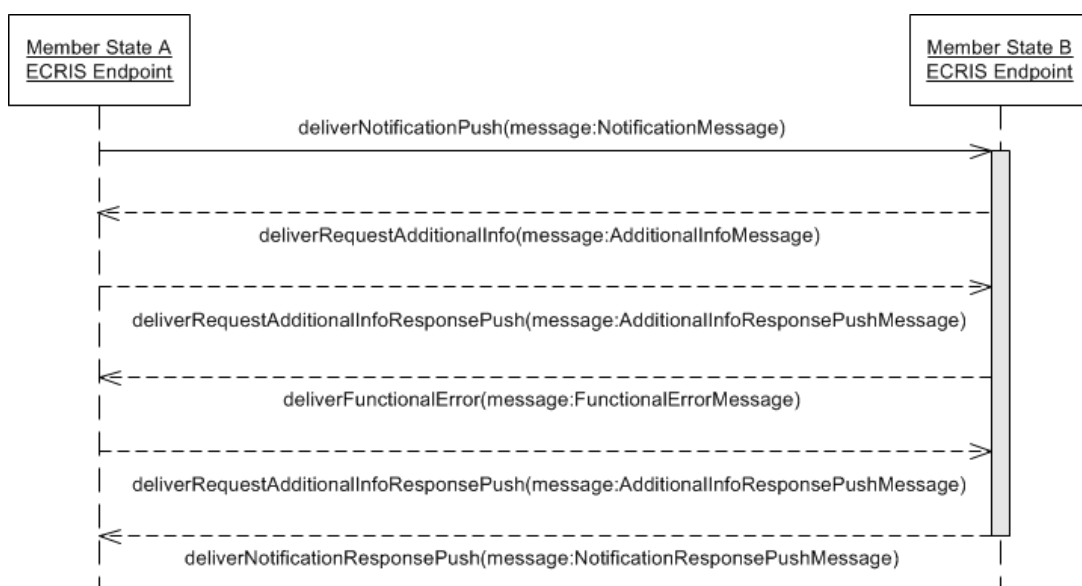 Member State A
ECRIS Endpoint
Member State B
ECRIS Endpoint
deliverNotificationPush(message:NotificationMessage)
deliverRequestAdditionalInfo(message:AdditionalInfoMessage)
deliverRequestAdditionalInfoResponsePush(message:AdditionalInfoResponsePushMessage)
deliverFunctionalError(message:FunctionalErrorMessage)
deliverRequestAdditionalInfoResponsePush(message:AdditionalInfoResponsePushMessage)
deliverNotificationResponsePush(message:NotificationResponsePushMessage)